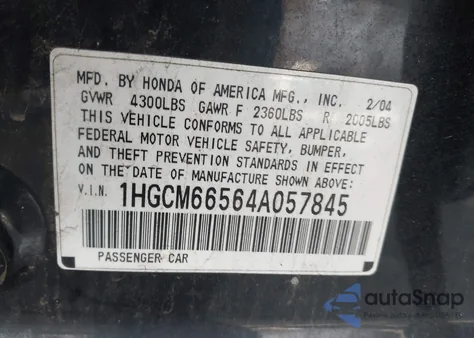 MFD. BY HONDA OF AMERICA MFG., INC. 2/04
GVWR 4300LBS GAWR F 2360LBS R 2005LBS
THIS VEHICLE CONFORMS TO ALL APPLICABLE
FEDERAL MOTOR VEHICLE SAFETY, BUMPER,
AND THEFT PREVENTION STANDARDS IN EFFECT
ON THE DATE OF MANUFACTURE SHOWN ABOVE:
V.I.N. 1HGCM66564A057845
PASSENGER CAR
autoSnap